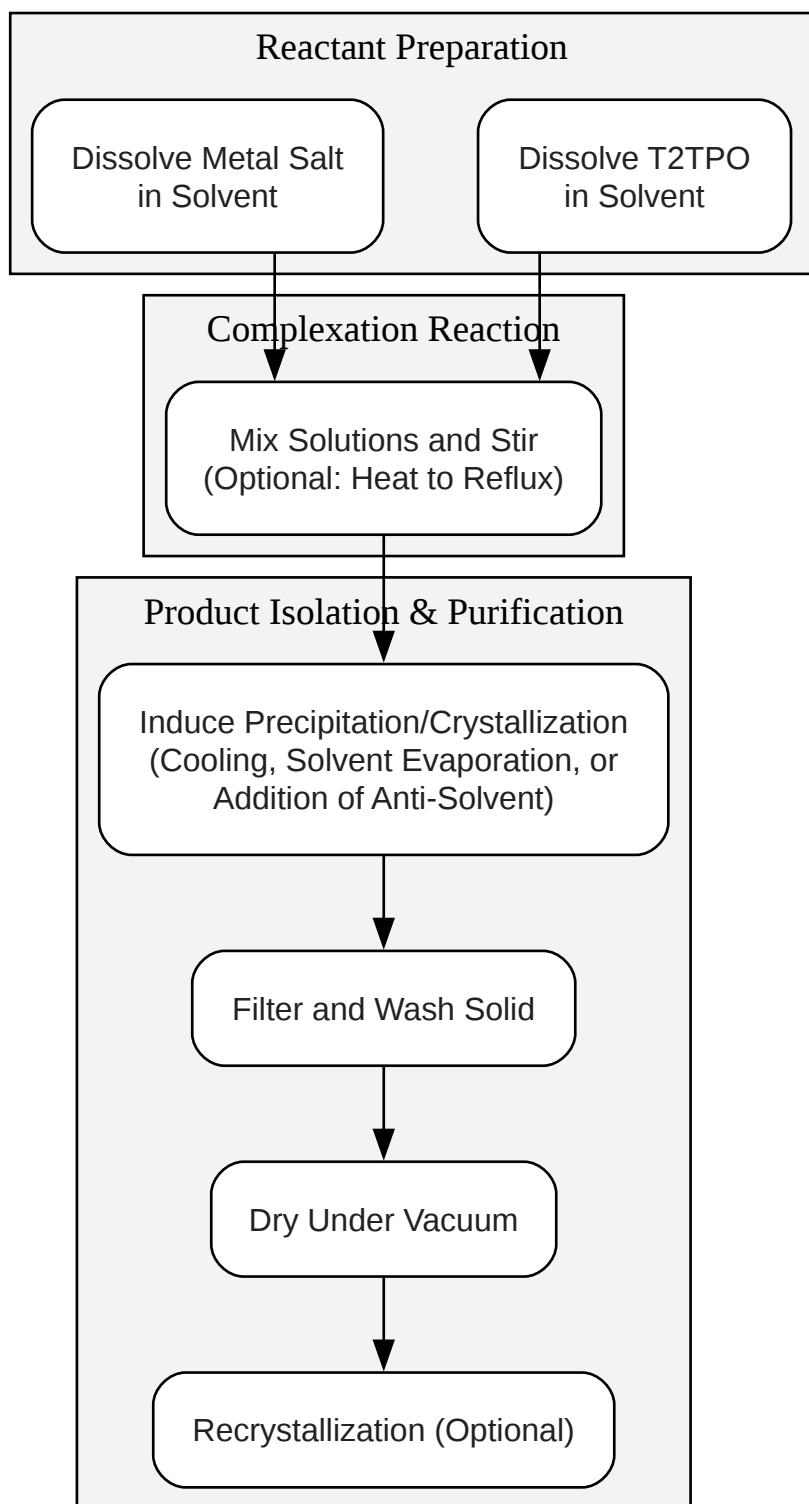 Reactant Preparation
Dissolve Metal Salt
in Solvent
Dissolve T2TPO
in Solvent
Complexation Reaction
Mix Solutions and Stir
(Optional: Heat to Reflux)
Product Isolation & Purification
Induce Precipitation/Crystallization
(Cooling, Solvent Evaporation, or
Addition of Anti-Solvent)
Filter and Wash Solid
Dry Under Vacuum
Recrystallization (Optional)